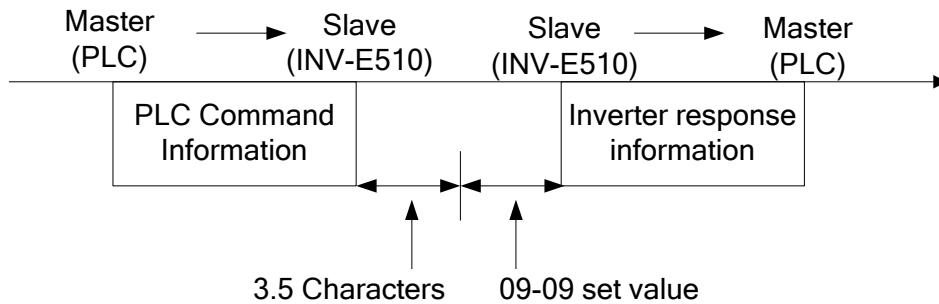 Master
(PLC)
Slave
(INV-E510)
Slave
(INV-E510)
Master
(PLC)
PLC Command
Information
Inverter response
information
3.5 Characters
09-09 set value